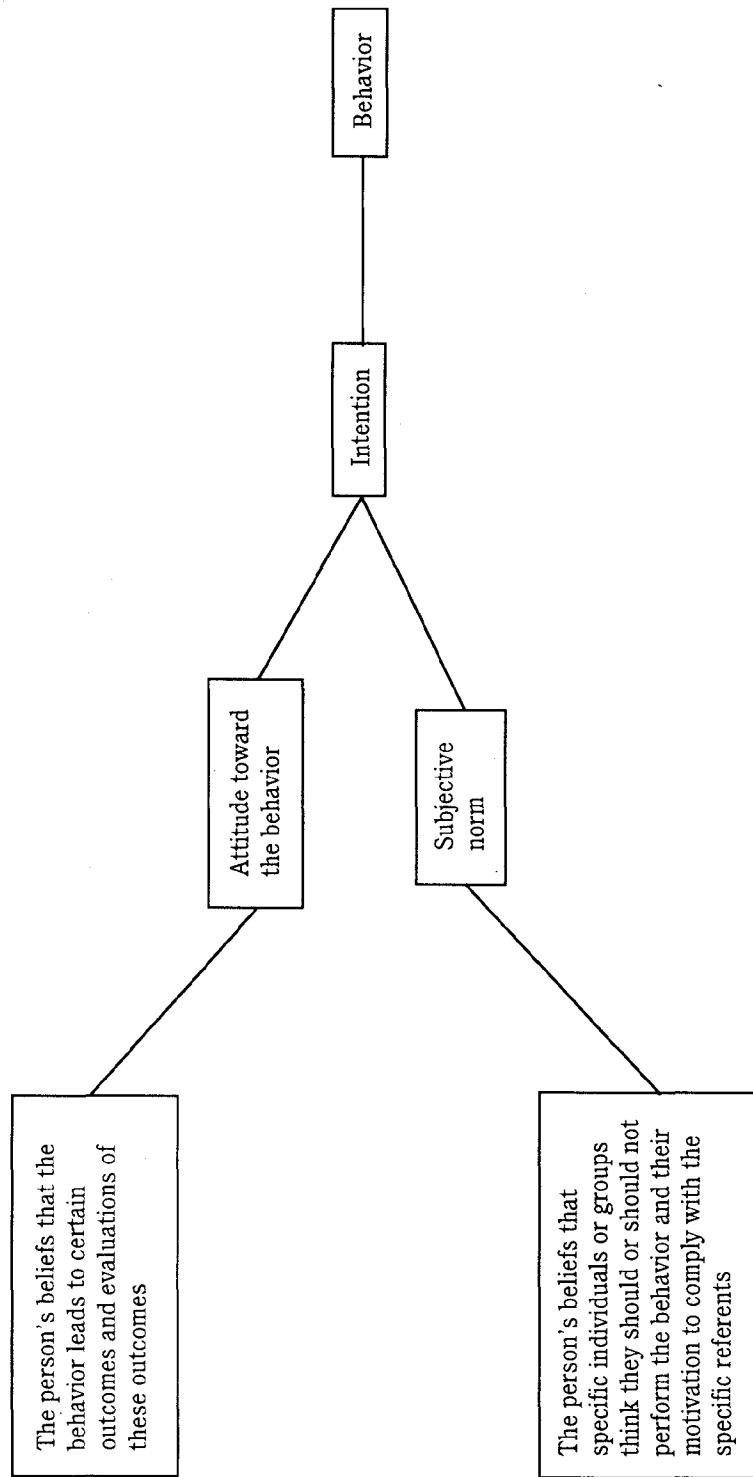 The person's beliefs that the
behavior leads to certain
outcomes and evaluations of
these outcomes
Attitude toward
the behavior
The person's beliefs that
specific individuals or groups
think they should or should not
perform the behavior and their
motivation to comply with the
specific referents
Subjective
norm
Intention
Behavior